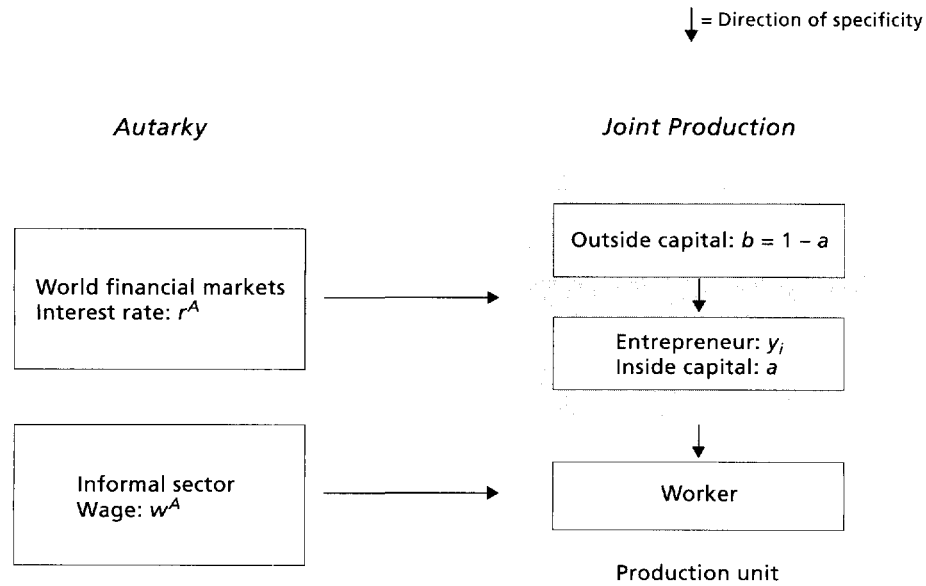 ↓ = Direction of specificity
Autarky
Joint Production
World financial markets
Interest rate: r^A
Outside capital: b = 1 – a
Entrepreneur: y_i
Inside capital: a
Informal sector
Wage: w^A
Worker
Production unit